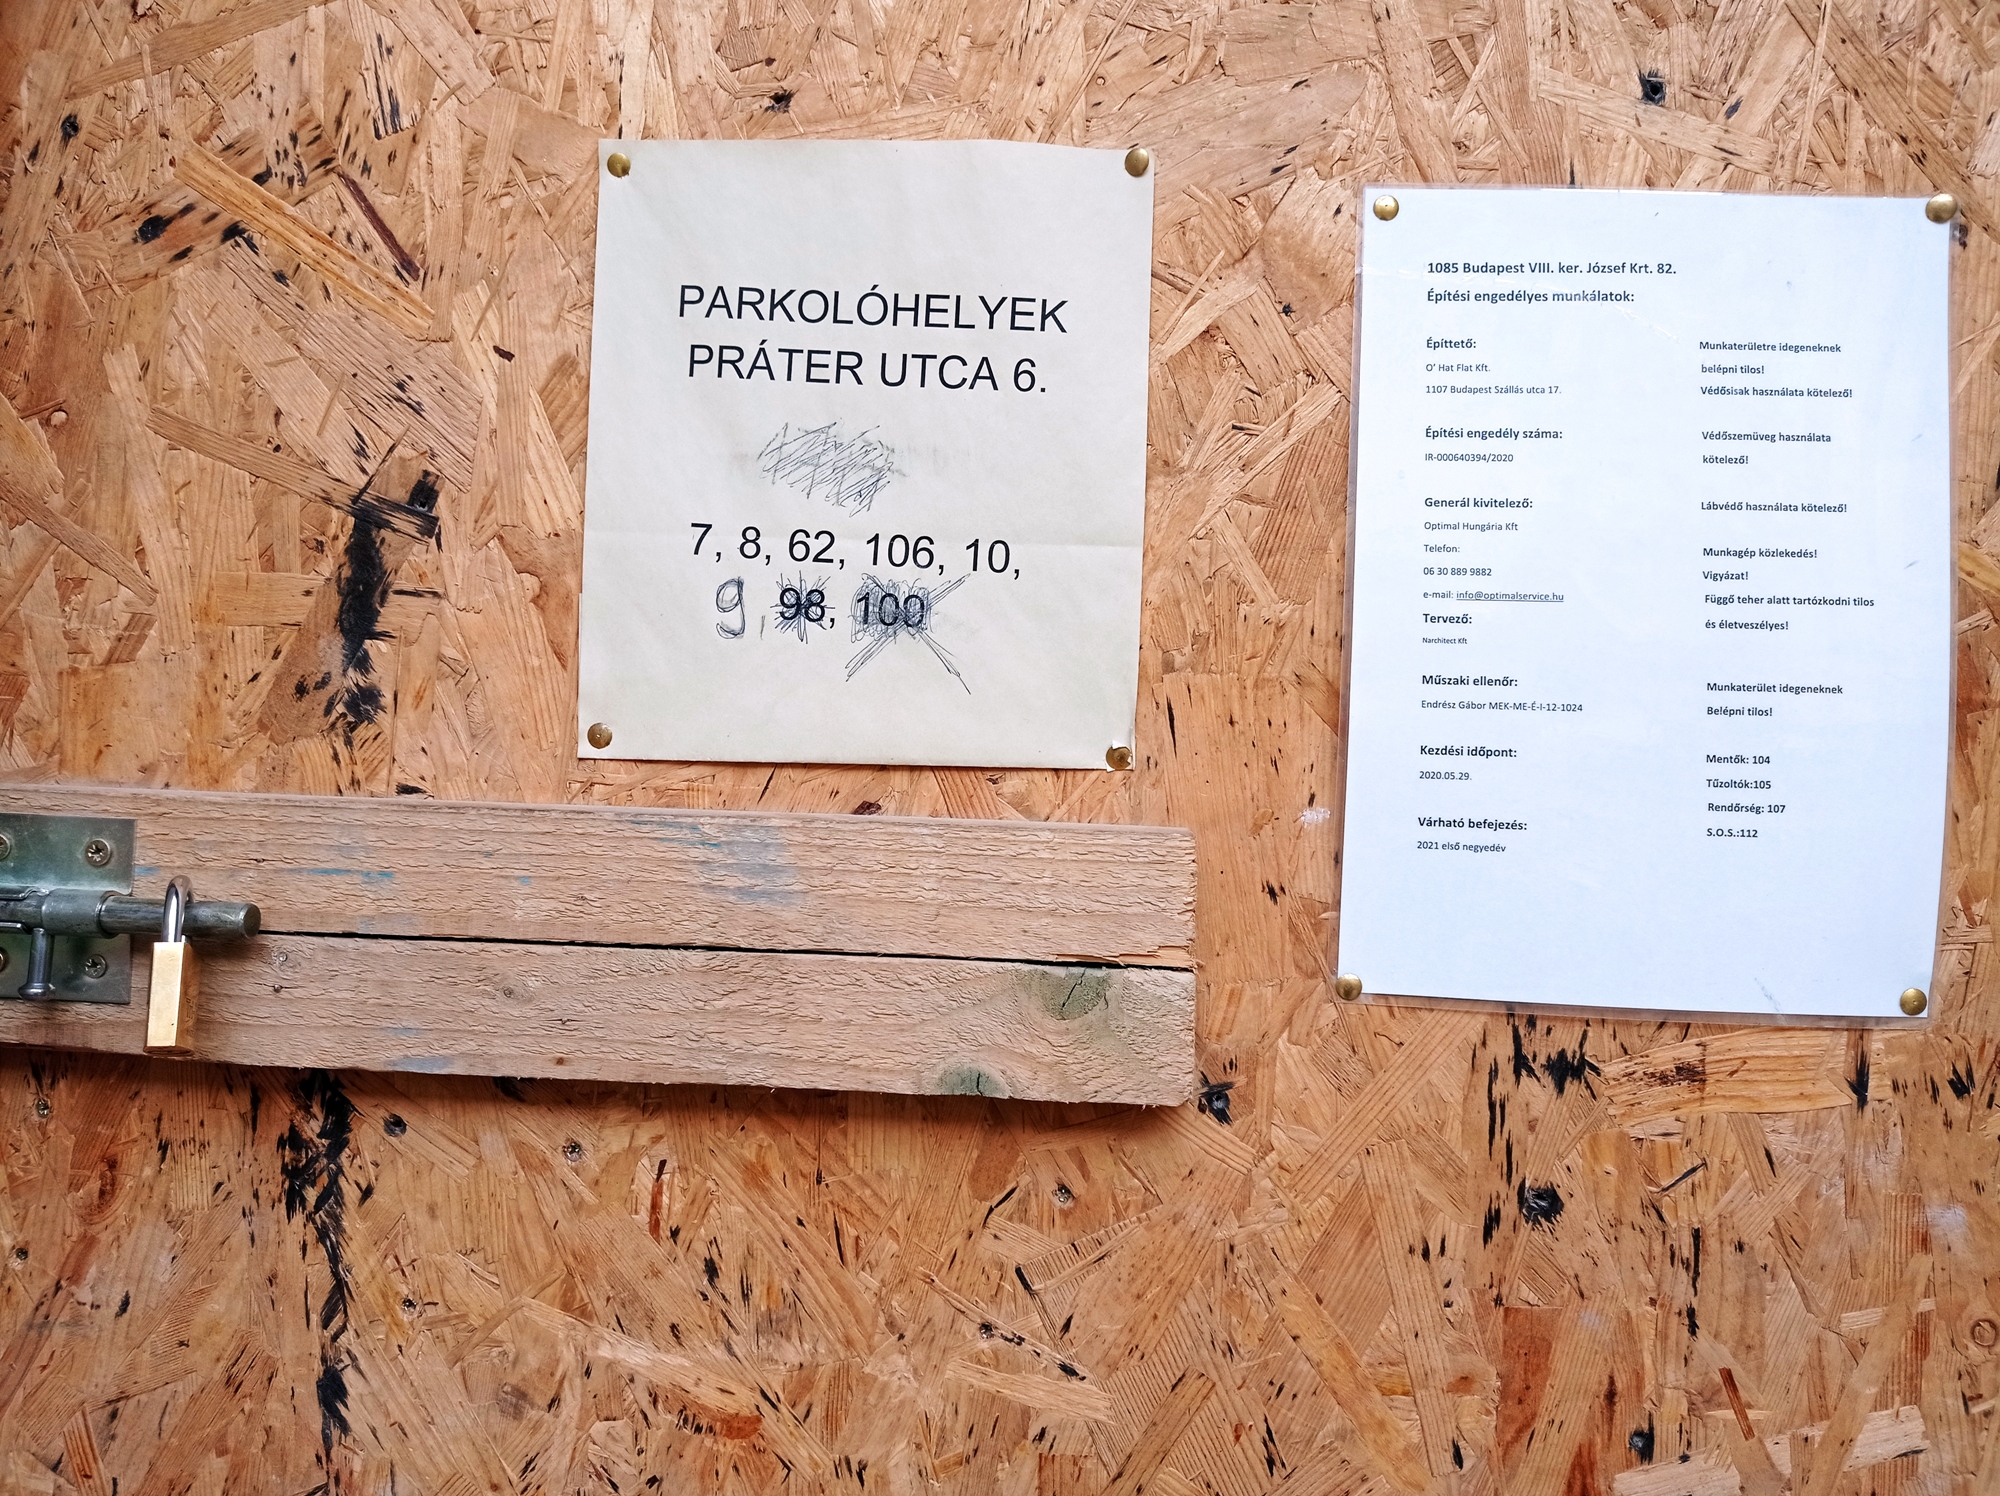 PARKOLÓHELYEK
PRÁTER UTCA 6.
7, 8, 62, 106, 10,
9, 98, 100
1085 Budapest VIII. ker. József Krt. 82.
Építési engedélyes munkálatok:
Építtető:
O' Hat Flat Kft.
1107 Budapest Szállás utca 17.
Építési engedély száma:
IR-000640394/2020
Generál kivitelező:
Optimal Hungária Kft
Telefon:
06 30 889 9882
e-mail: info@optimalservice.hu
Tervező:
Narchitect Kft
Műszaki ellenőr:
Endrész Gábor MEK-ME-É-I-12-1024
Kezdési időpont:
2020.05.29.
Várható befejezés:
2021 első negyedév
Munkaterületre idegeneknek
belépni tilos!
Védősisak használata kötelező!
Védőszemüveg használata
kötelező!
Lábvédő használata kötelező!
Munkagép közlekedés!
Vigyázat!
Függő teher alatt tartózkodni tilos
és életveszélyes!
Munkaterület idegeneknek
Belépni tilos!
Mentők: 104
Tűzoltók:105
Rendőrség: 107
S.O.S.:112